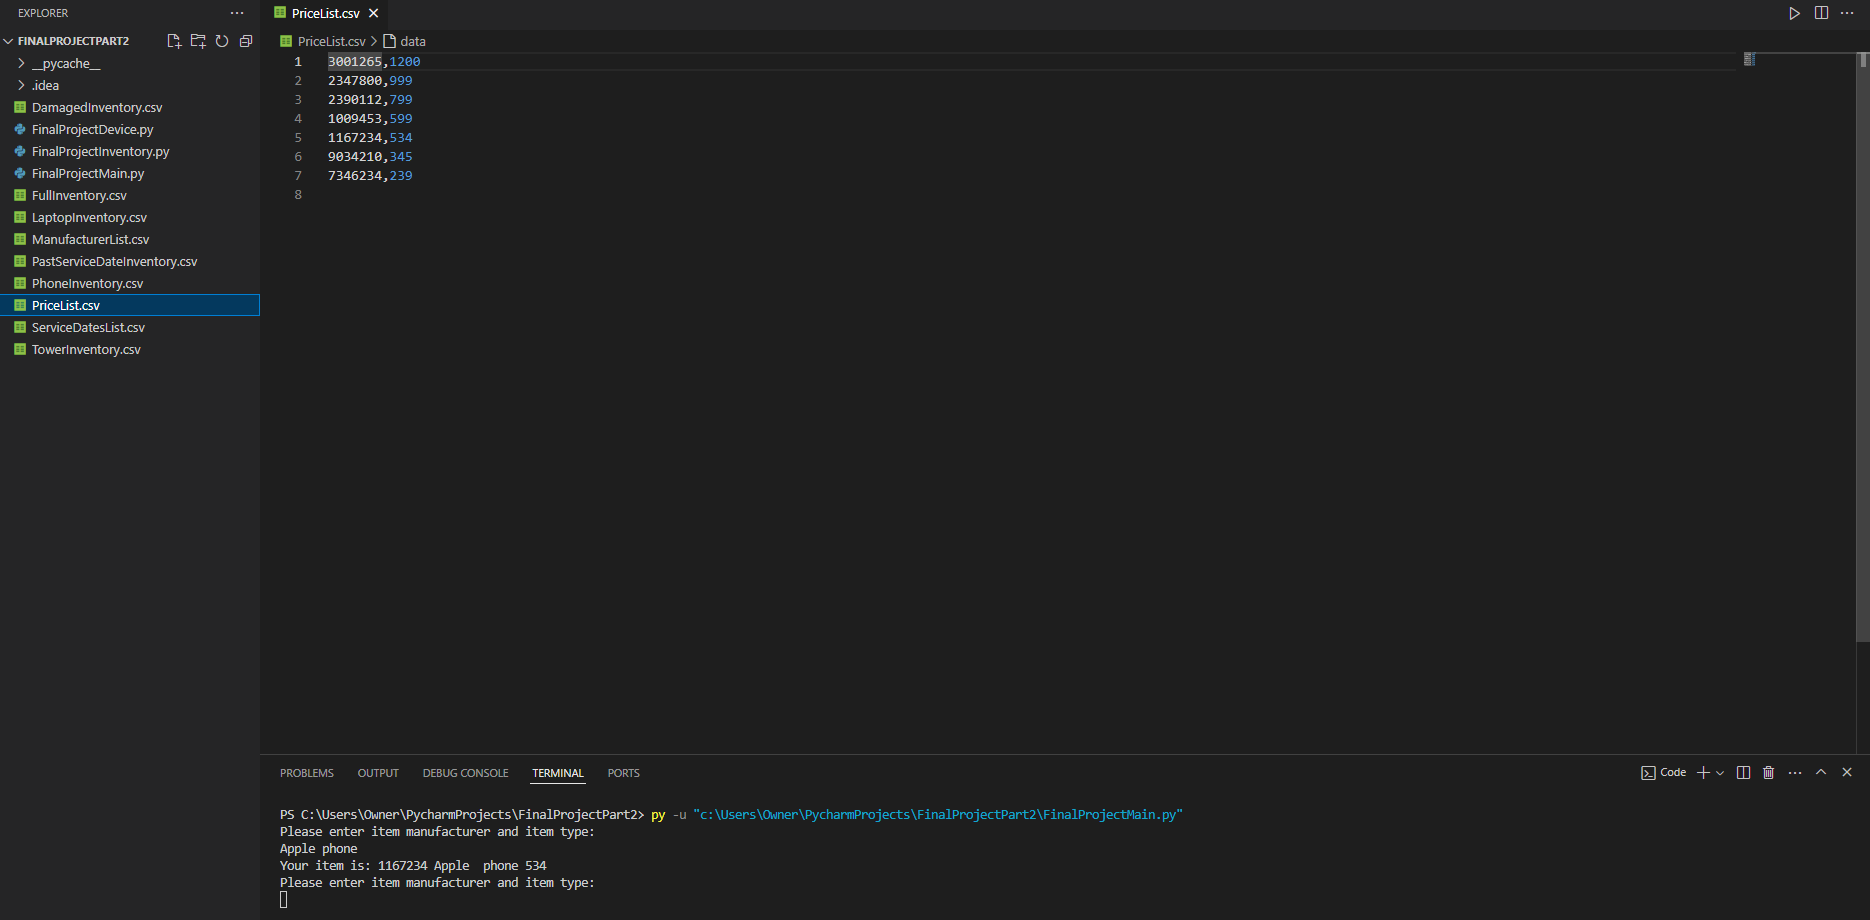 EXPLORER
FINALPROJECTPART2
__pycache__
.idea
DamagedInventory.csv
FinalProjectDevice.py
FinalProjectInventory.py
FinalProjectMain.py
FullInventory.csv
LaptopInventory.csv
ManufacturerList.csv
PastServiceDateInventory.csv
PhoneInventory.csv
PriceList.csv
ServiceDatesList.csv
TowerInventory.csv
PriceList.csv
PriceList.csv > data
1 3001265,1200
2 2347800,999
3 2390112,799
4 1009453,599
5 1167234,534
6 9034210,345
7 7346234,239
8
PROBLEMS OUTPUT DEBUG CONSOLE TERMINAL PORTS
Code
PS C:\Users\Owner\PycharmProjects\FinalProjectPart2> py -u "c:\Users\Owner\PycharmProjects\FinalProjectPart2\FinalProjectMain.py"
Please enter item manufacturer and item type:
Apple phone
Your item is: 1167234 Apple  phone 534
Please enter item manufacturer and item type: